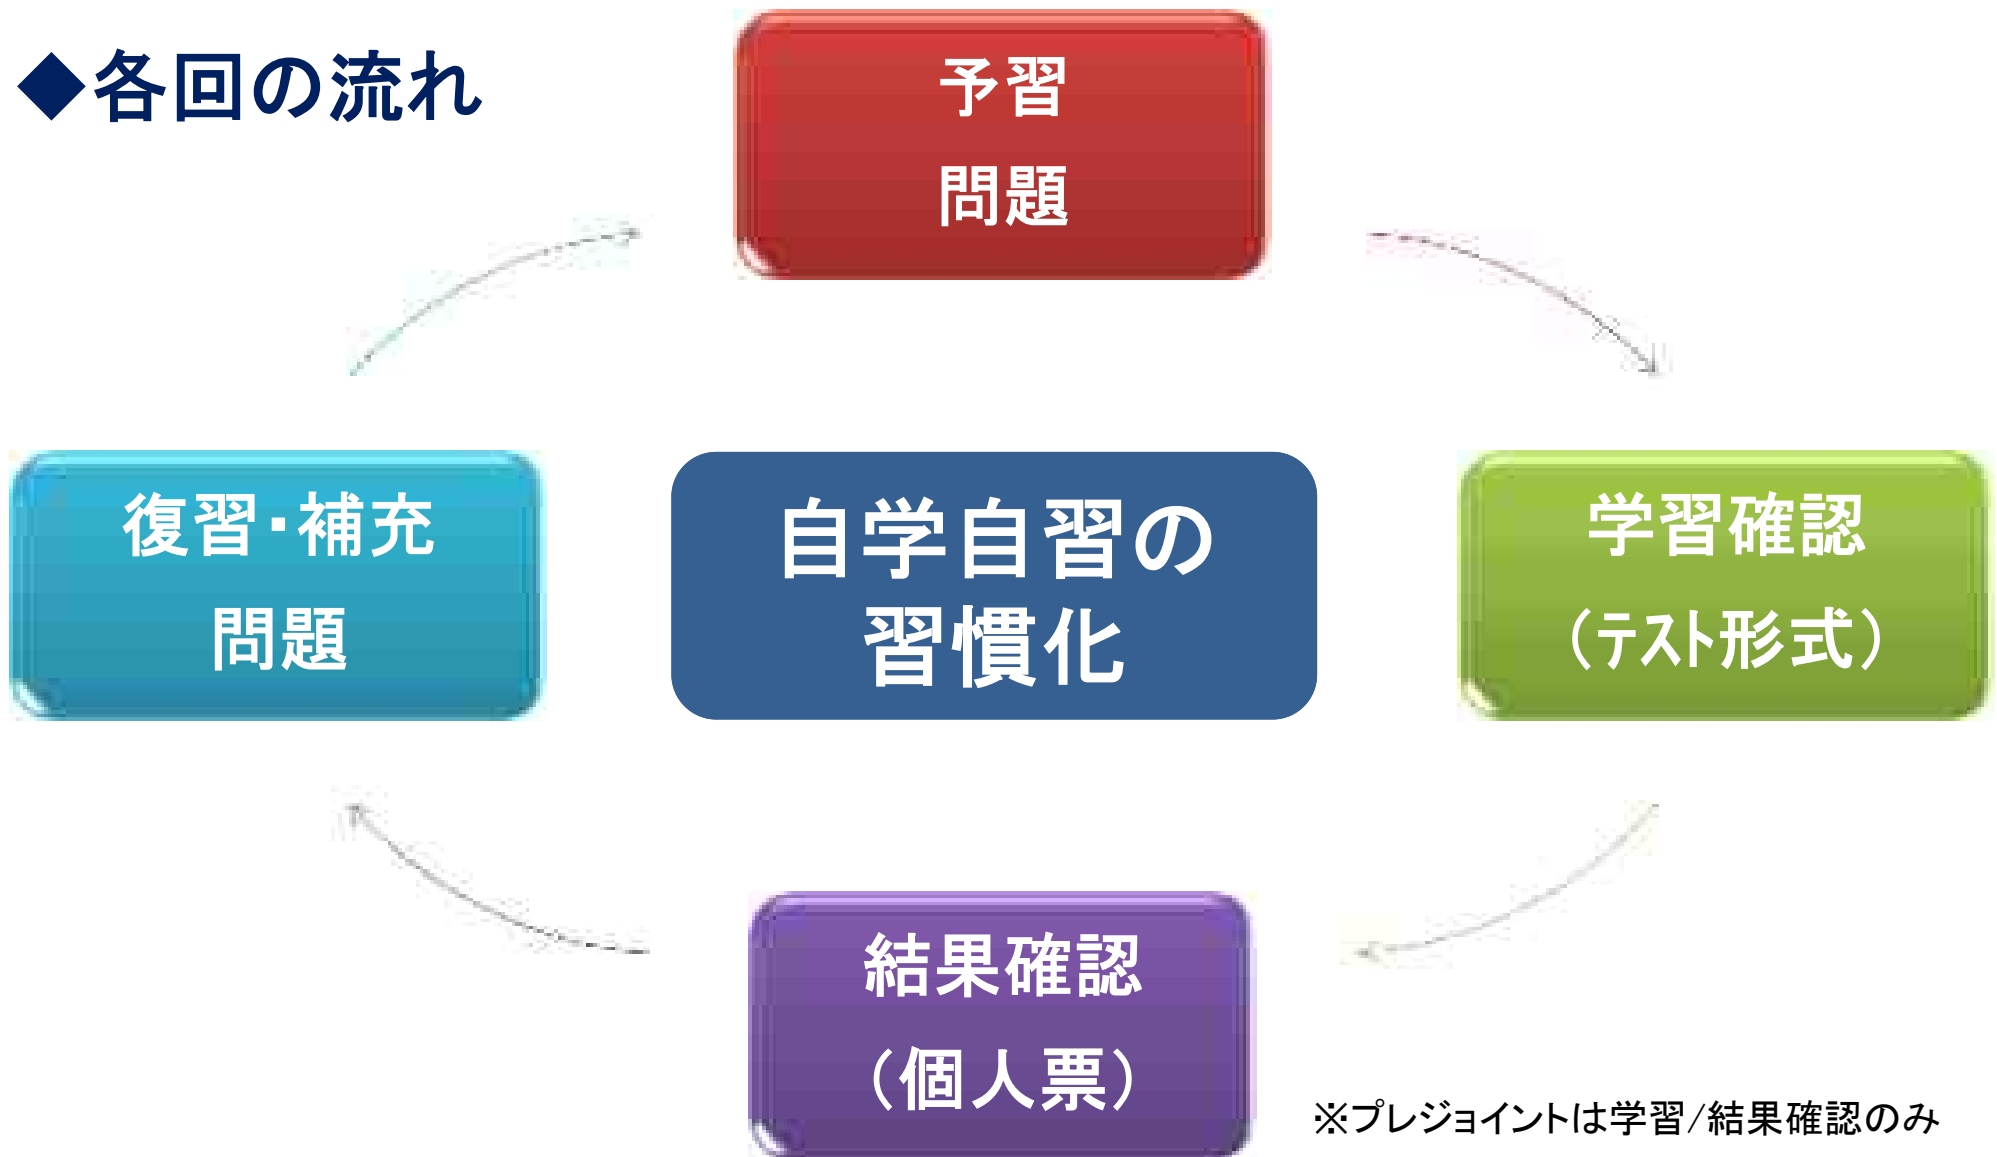 ◆各回の流れ
予習
問題
復習・補充
問題
自学自習の
習慣化
学習確認
（テスト形式）
結果確認
（個人票）
※プレジョイントは学習/結果確認のみ